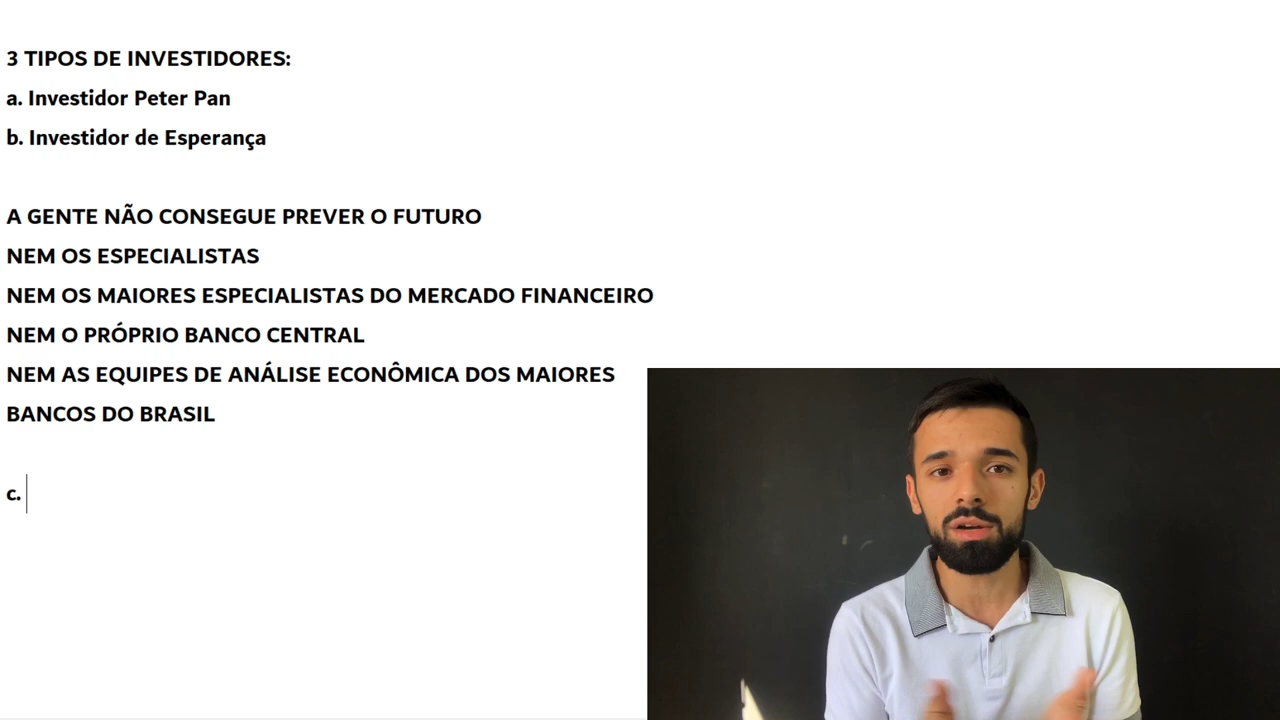 3 TIPOS DE INVESTIDORES:
a. Investidor Peter Pan
b. Investidor de Esperança
A GENTE NÃO CONSEGUE PREVER O FUTURO
NEM OS ESPECIALISTAS
NEM OS MAIORES ESPECIALISTAS DO MERCADO FINANCEIRO
NEM O PRÓPRIO BANCO CENTRAL
NEM AS EQUIPES DE ANÁLISE ECONÔMICA DOS MAIORES
BANCOS DO BRASIL
c.